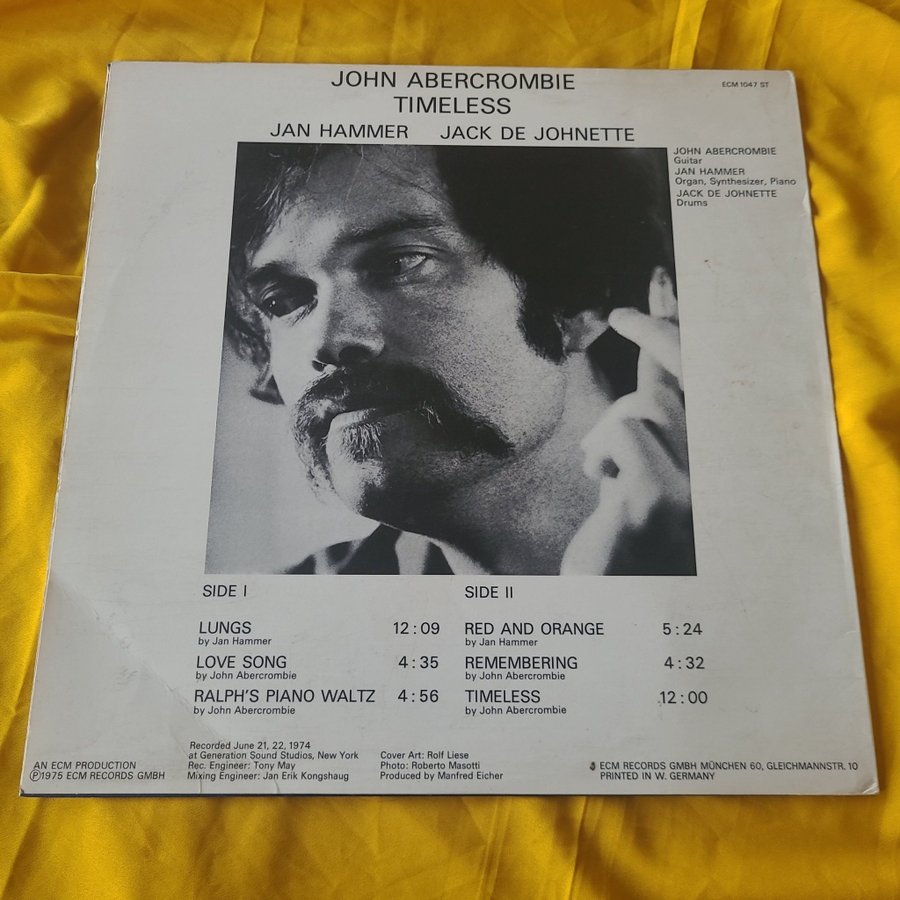 JOHN ABERCROMBIE
TIMELESS
JAN HAMMER JACK DE JOHNETTE
ECM 1047 ST
JOHN ABERCROMBIE
Guitar
JAN HAMMER
Organ, Synthesizer, Piano
JACK DE JOHNETTE
Drums
SIDE I
LUNGS 12:09
by Jan Hammer
LOVE SONG 4:35
by John Abercrombie
RALPH'S PIANO WALTZ 4:56
by John Abercrombie
SIDE II
RED AND ORANGE 5:24
by Jan Hammer
REMEMBERING 4:32
by John Abercrombie
TIMELESS 12:00
by John Abercrombie
AN ECM PRODUCTION
Ⓟ1975 ECM RECORDS GMBH
Recorded June 21, 22, 1974
at Generation Sound Studios, New York
Rec. Engineer: Tony May
Mixing Engineer: Jan Erik Kongshaug
Cover Art: Rolf Liese
Photo: Roberto Masotti
Produced by Manfred Eicher
ECM RECORDS GMBH MÜNCHEN 60, GLEICHMANNSTR. 10
PRINTED IN W. GERMANY